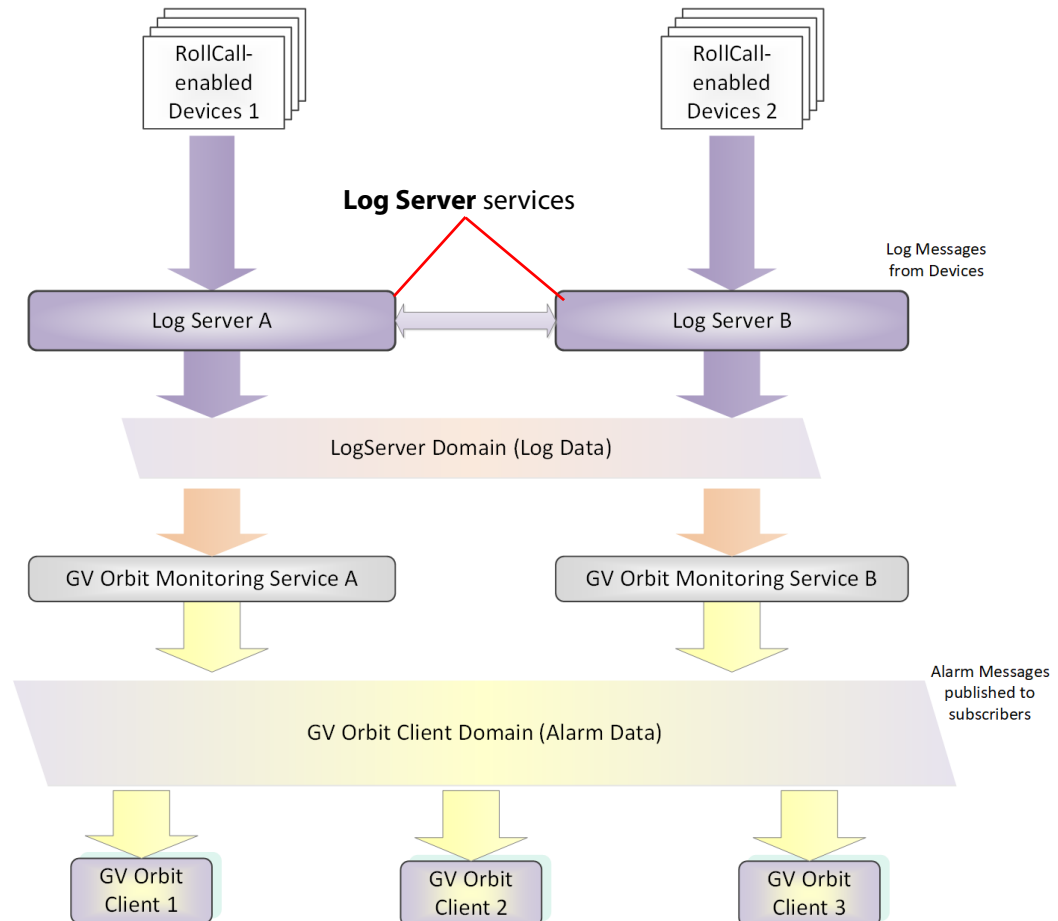 RollCall-
enabled
Devices 1
RollCall-
enabled
Devices 2
Log Server services
Log Messages
from Devices
Log Server A
Log Server B
LogServer Domain (Log Data)
GV Orbit Monitoring Service A
GV Orbit Monitoring Service B
Alarm Messages
published to
subscribers
GV Orbit Client Domain (Alarm Data)
GV Orbit
Client 1
GV Orbit
Client 2
GV Orbit
Client 3